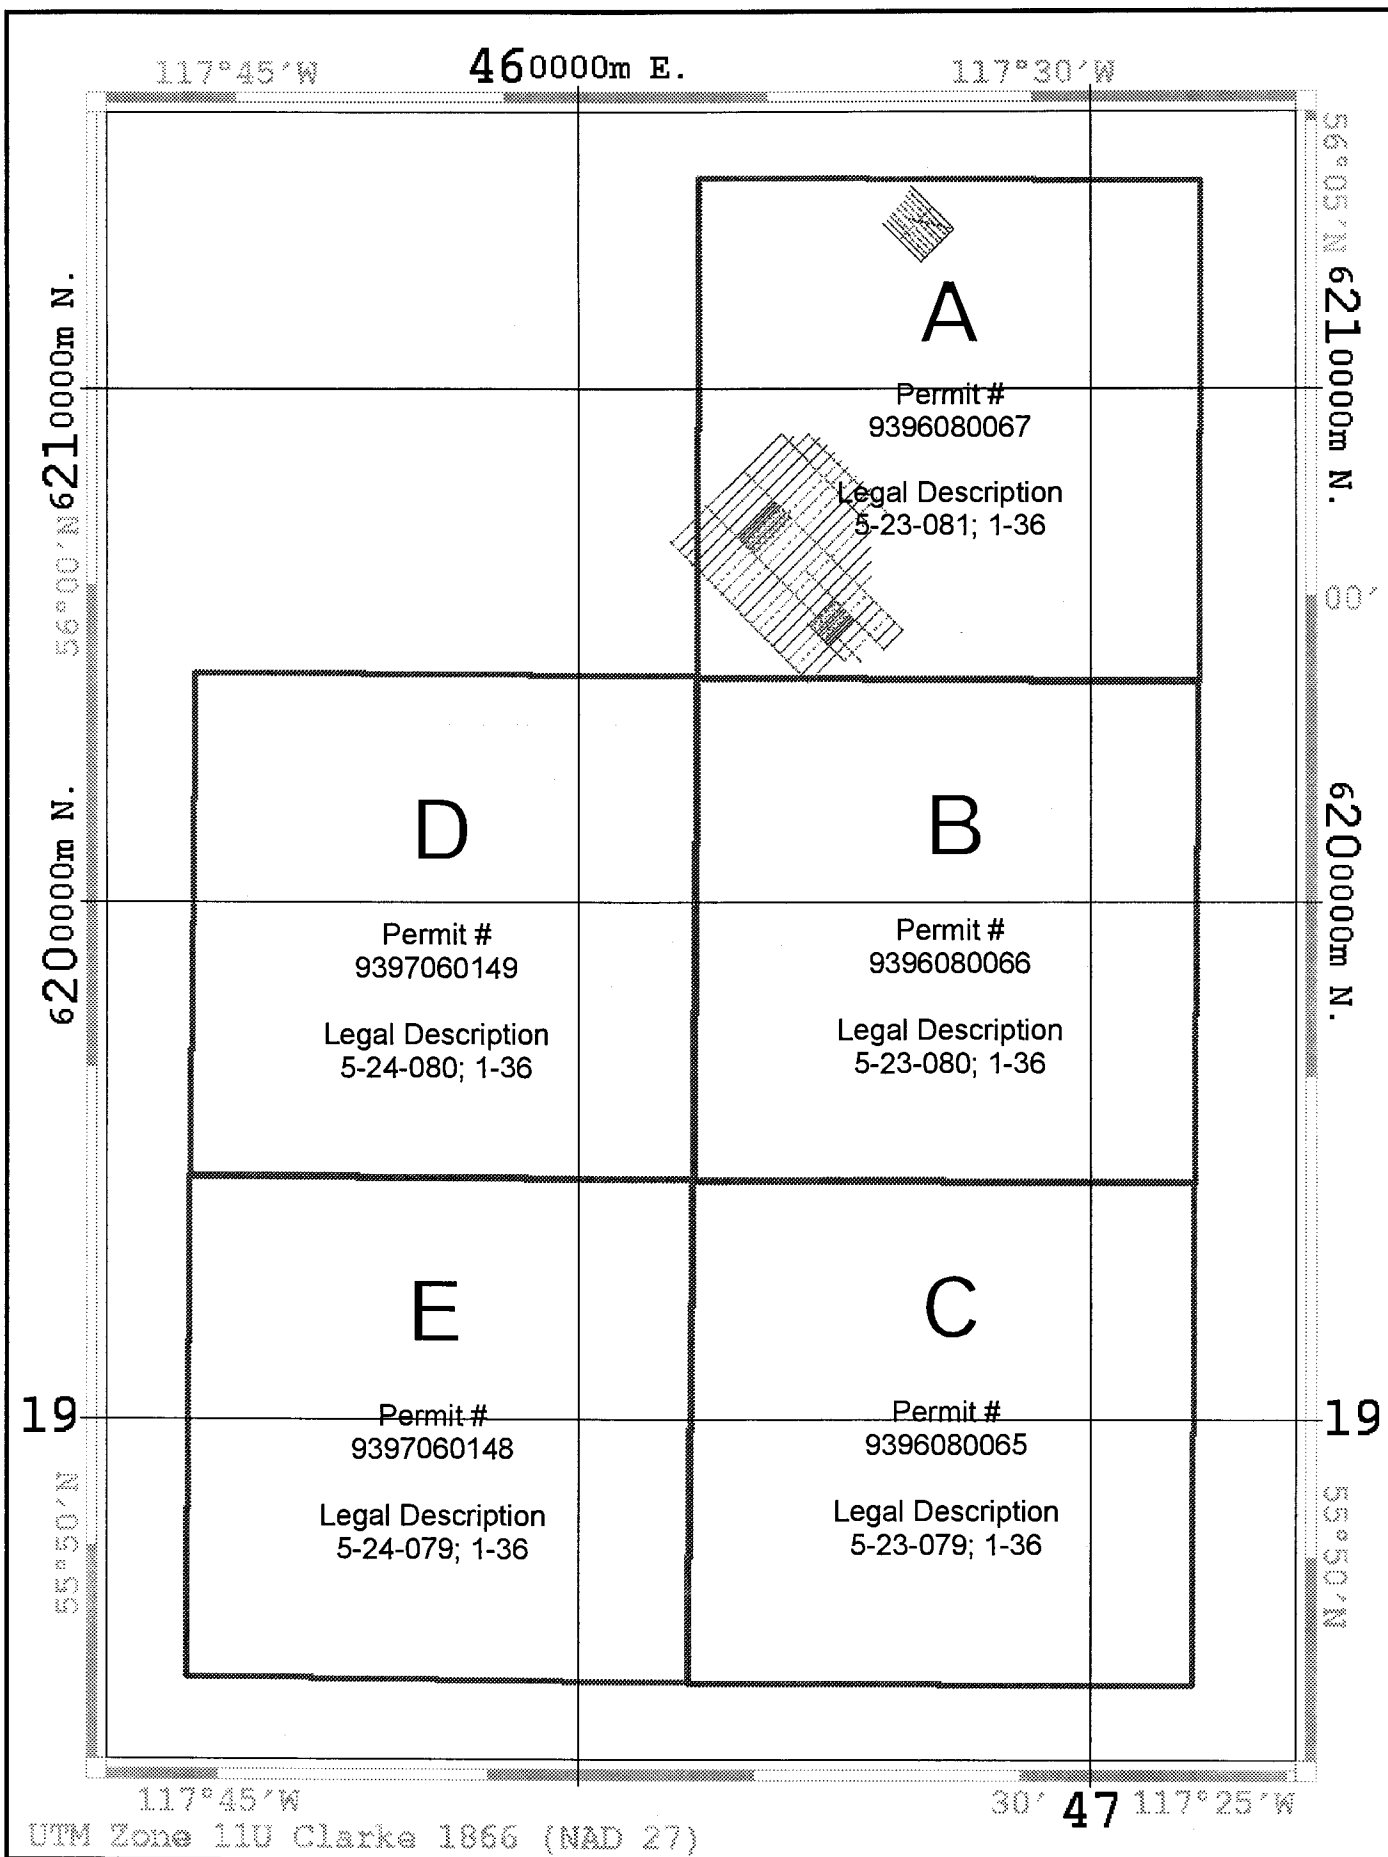 117°45'W
460000m E.
117°30'W
56°05'N
6210000m N.
6210000m N.
A
Permit #
9396080067
Legal Description
5-23-081; 1-36
56°00'N
00'
D
B
6200000m N.
6200000m N.
Permit #
9397060149
Legal Description
5-24-080; 1-36
Permit #
9396080066
Legal Description
5-23-080; 1-36
E
C
19
19
Permit #
9397060148
Legal Description
5-24-079; 1-36
Permit #
9396080065
Legal Description
5-23-079; 1-36
55°50'N
55°50'N
117°45'W
30'
47
117°25'W
UTM Zone 11U Clarke 1866 (NAD 27)